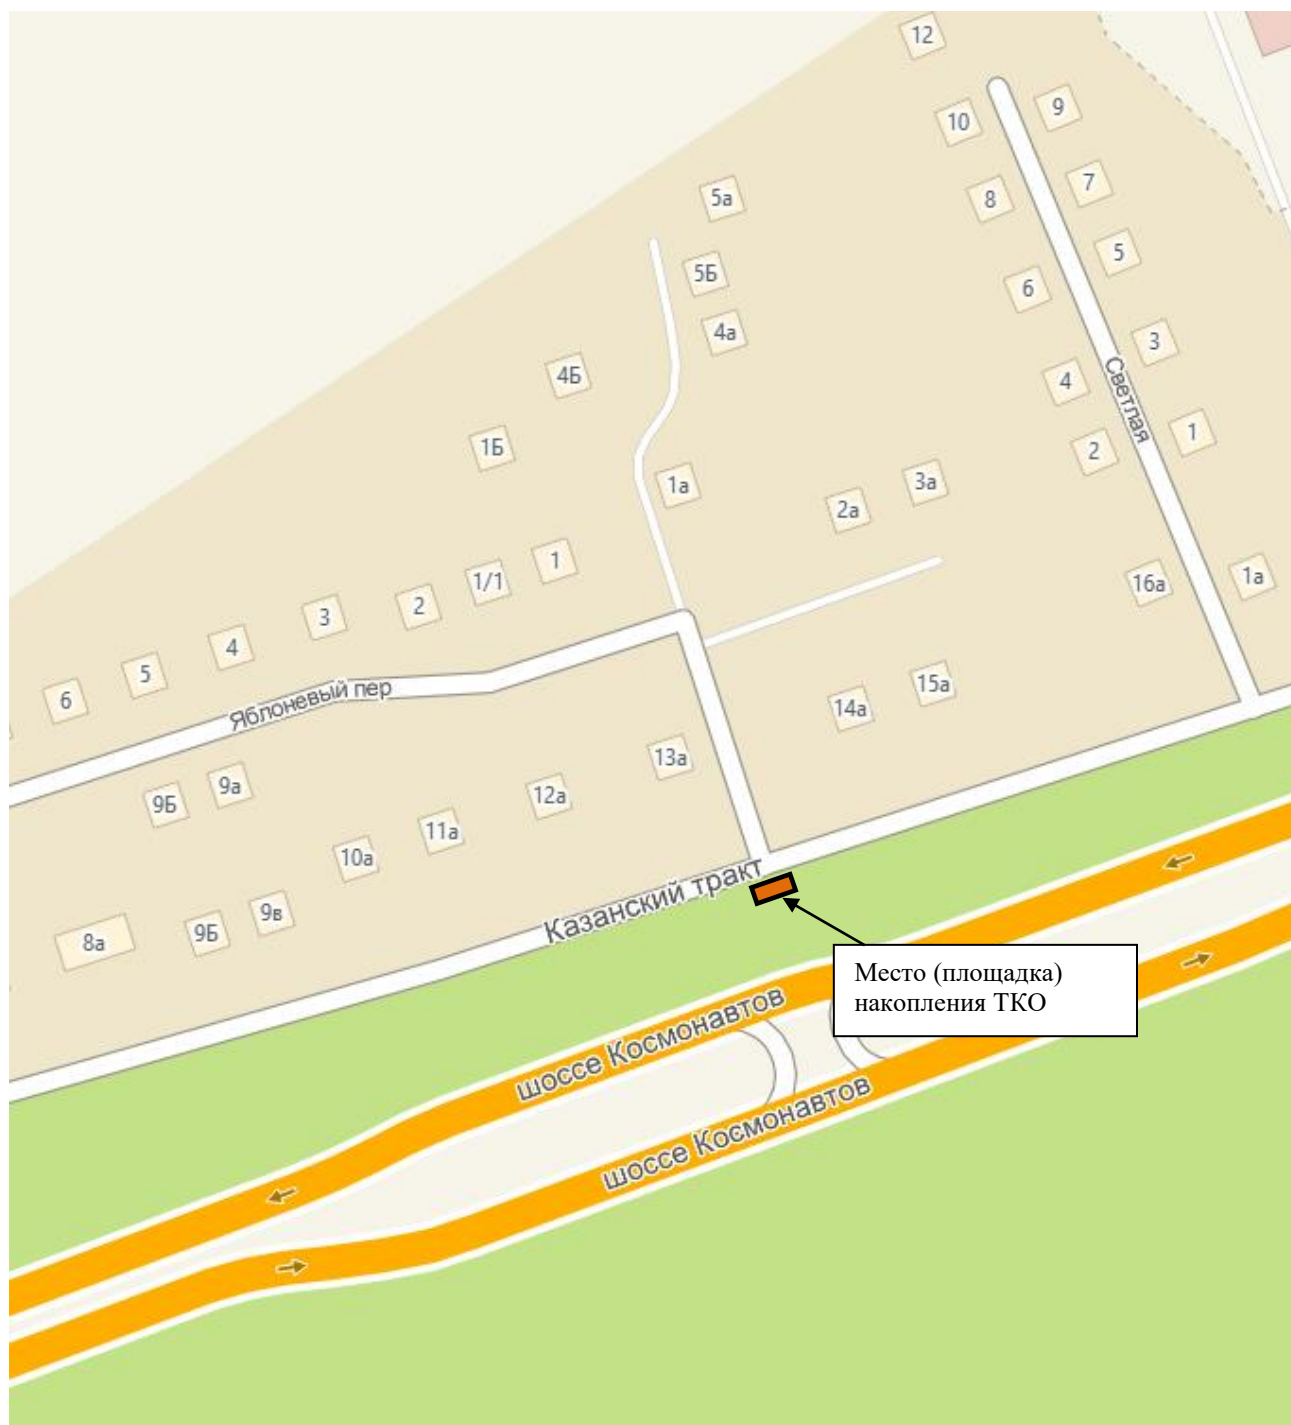 12
9
10
7
5а
8
5
5Б
6
4а
3
4Б
4
Светлая
1
1Б
2
1а
3а
2а
1
1/1
16а
1а
2
3
4
5
6
Яблоневый пер
15а
14а
13а
9а
12а
9Б
11а
10а
Казанский тракт
9в
9Б
8а
Место (площадка)
накопления ТКО
шоссе Космонавтов
шоссе Космонавтов